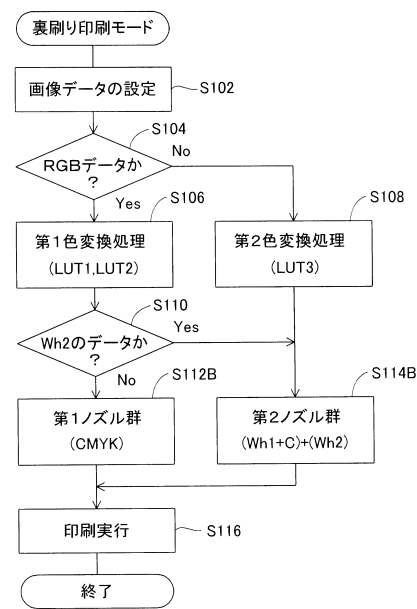 裏刷り印刷モード
画像データの設定
S102
S104
RGBデータか
?
No
Yes
S106
第1色変換処理
(LUT1,LUT2)
S108
第2色変換処理
(LUT3)
S110
Wh2のデータか
?
Yes
No
S112B
第1ノズル群
(CMYK)
S114B
第2ノズル群
(Wh1+C)+(Wh2)
印刷実行
S116
終了